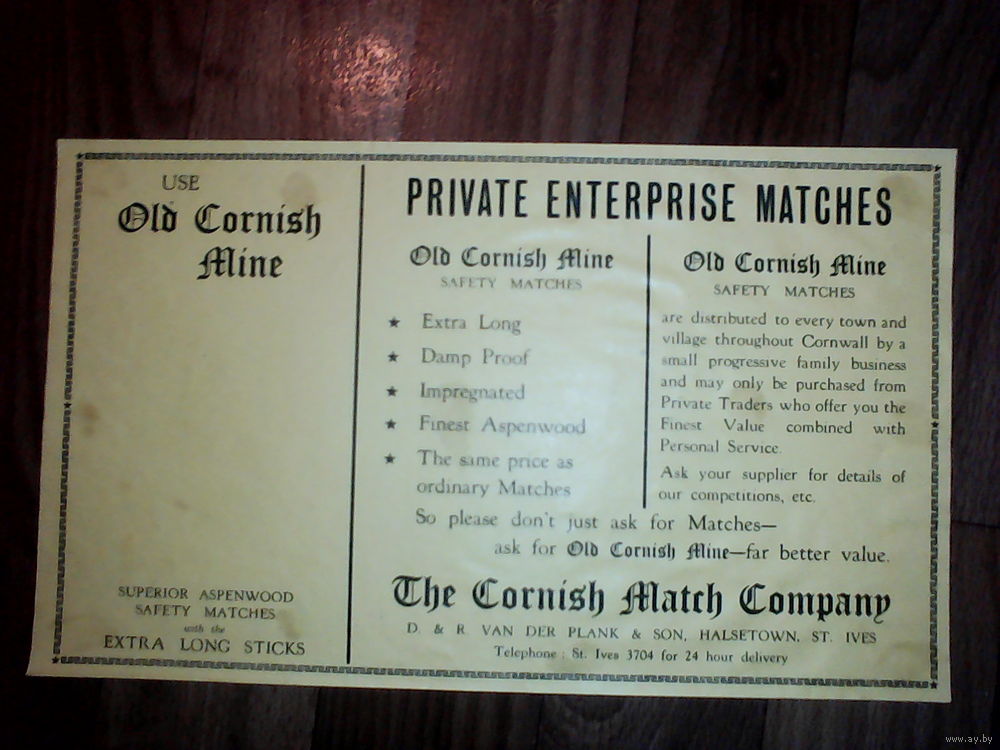 USE
Old Cornish
Mine
SUPERIOR ASPENWOOD
SAFETY MATCHES
with the
EXTRA LONG STICKS
PRIVATE ENTERPRISE MATCHES
Old Cornish Mine
SAFETY MATCHES
★ Extra Long
★ Damp Proof
★ Impregnated
★ Finest Aspenwood
★ The same price as
ordinary Matches
Old Cornish Mine
SAFETY MATCHES
are distributed to every town and
village throughout Cornwall by a
small progressive family business
and may only be purchased from
Private Traders who offer you the
Finest Value combined with
Personal Service.
Ask your supplier for details of
our competitions, etc.
So please don't just ask for Matches—
ask for Old Cornish Mine—far better value.
The Cornish Match Company
D. & R. VAN DER PLANK & SON, HALSETOWN, ST. IVES
Telephone : St. Ives 3704 for 24 hour delivery
www.ay.by